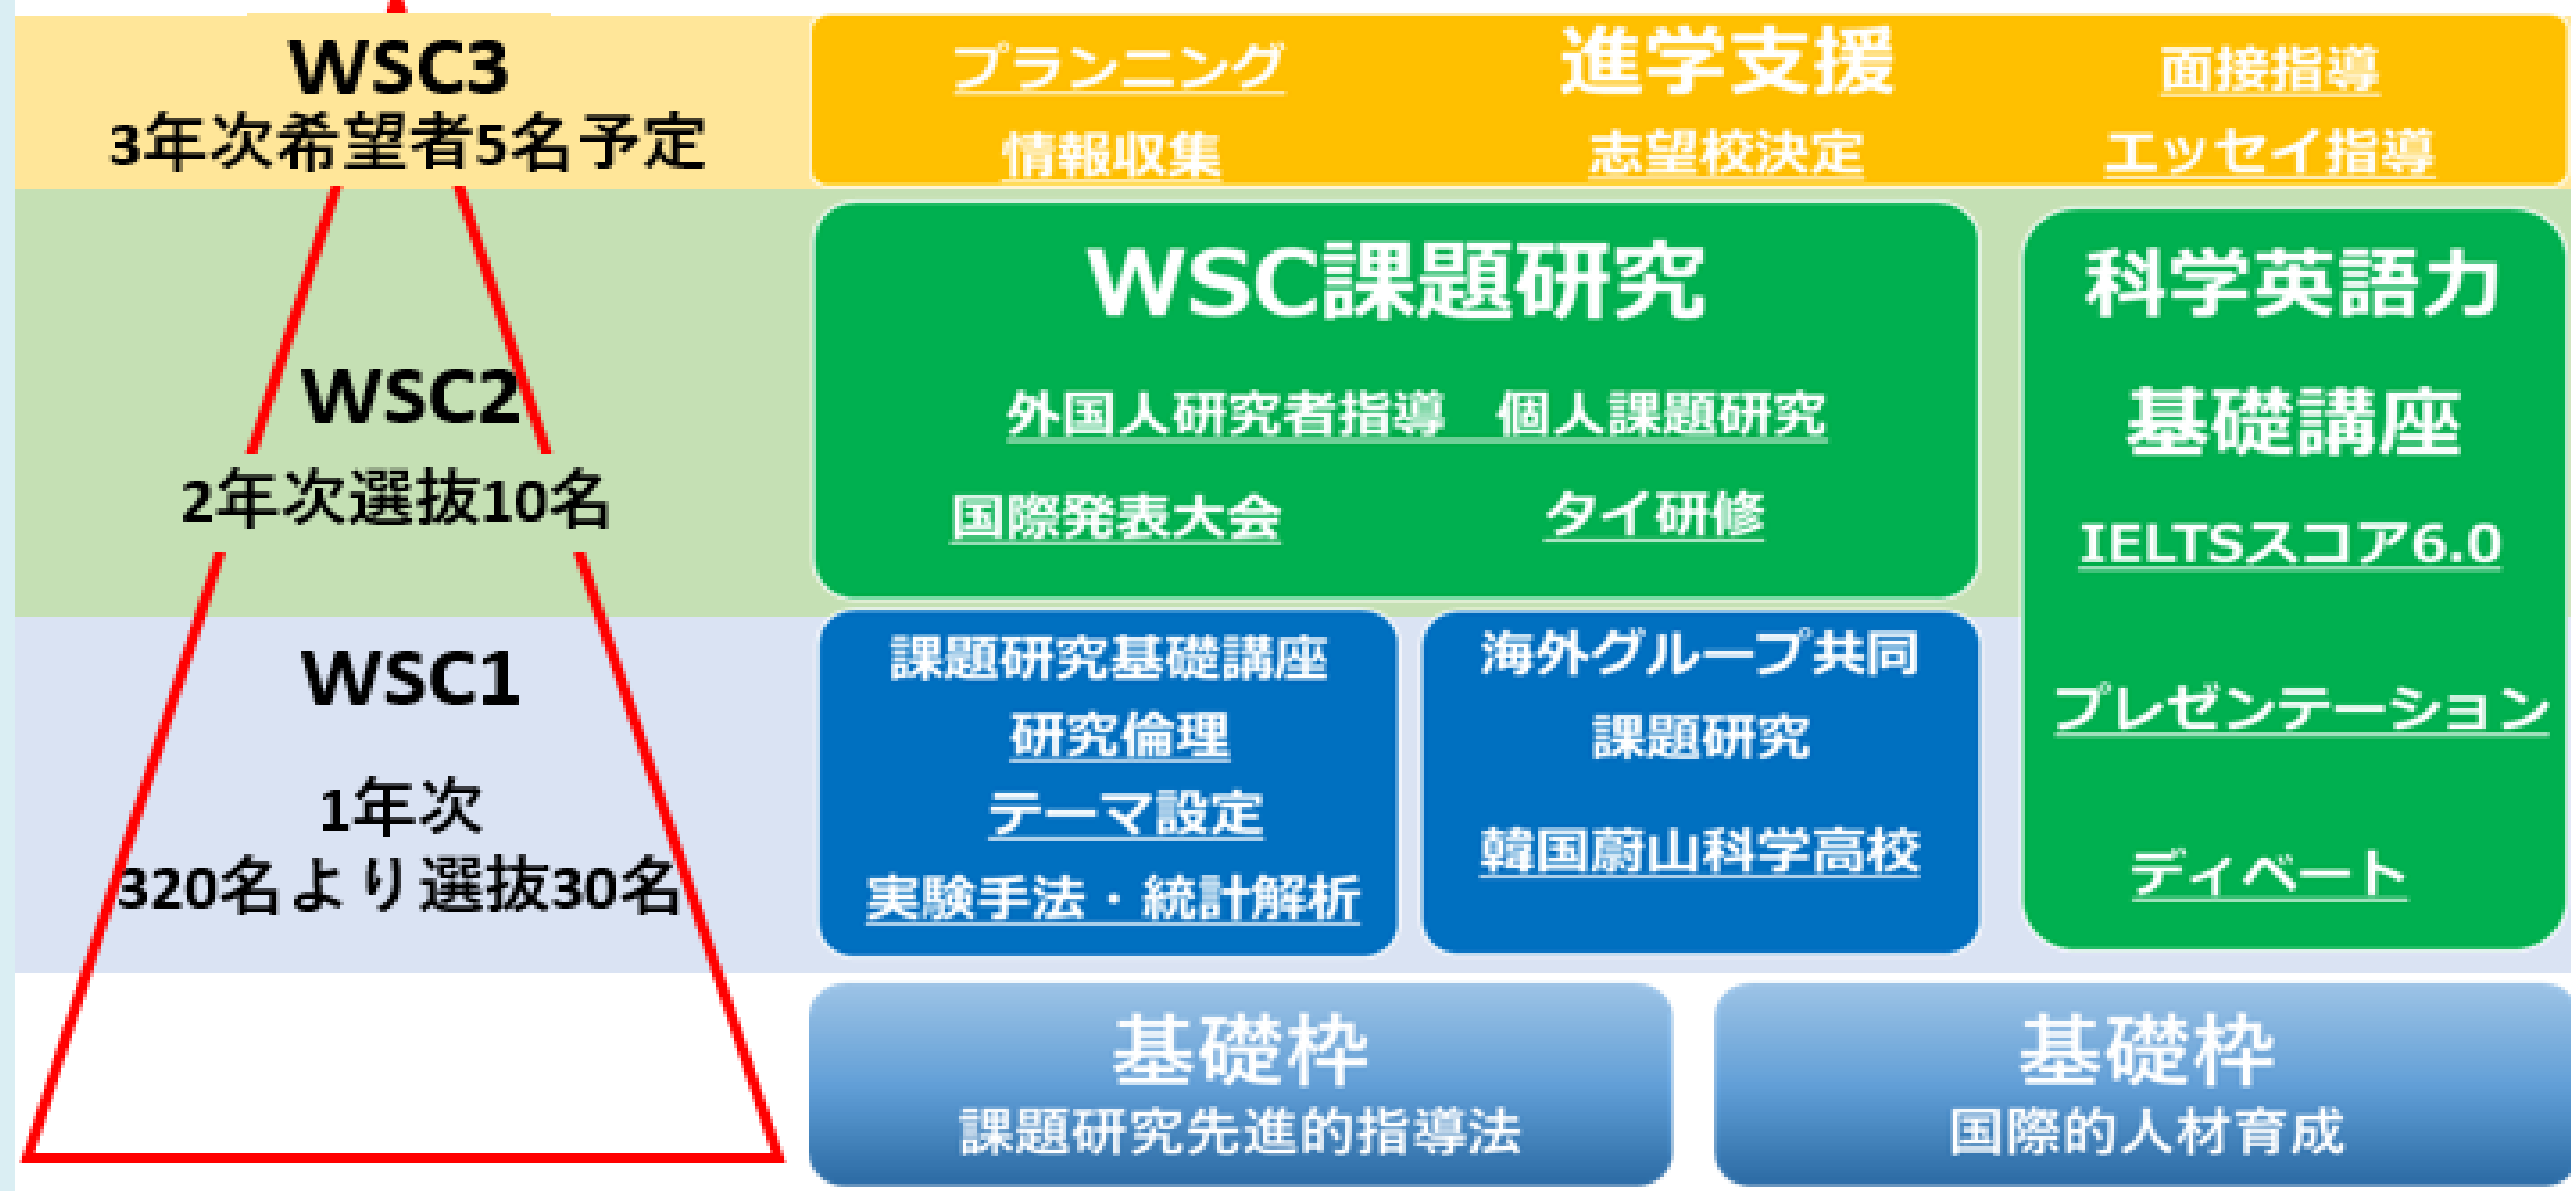 WSC3
3年次希望者5名予定
プランニング 進学支援 面接指導
情報収集 志望校決定 エッセイ指導
WSC2
2年次選抜10名
WSC課題研究
外国人研究者指導 個人課題研究
国際発表大会 タイ研修
科学英語力
基礎講座
IELTSスコア6.0
プレゼンテーション
ディベート
WSC1
1年次
320名より選抜30名
課題研究基礎講座
研究倫理
テーマ設定
実験手法・統計解析
海外グループ共同
課題研究
韓国蔚山科学高校
基礎枠
課題研究先進的指導法
基礎枠
国際的人材育成